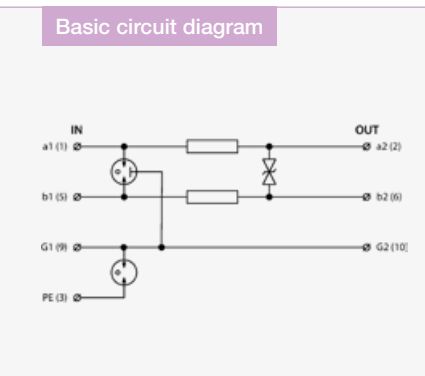 Basic circuit diagram
IN OUT
a1 (1) a2 (2)
b1 (5) b2 (6)
G1 (9) G2 (10)
PE (3)